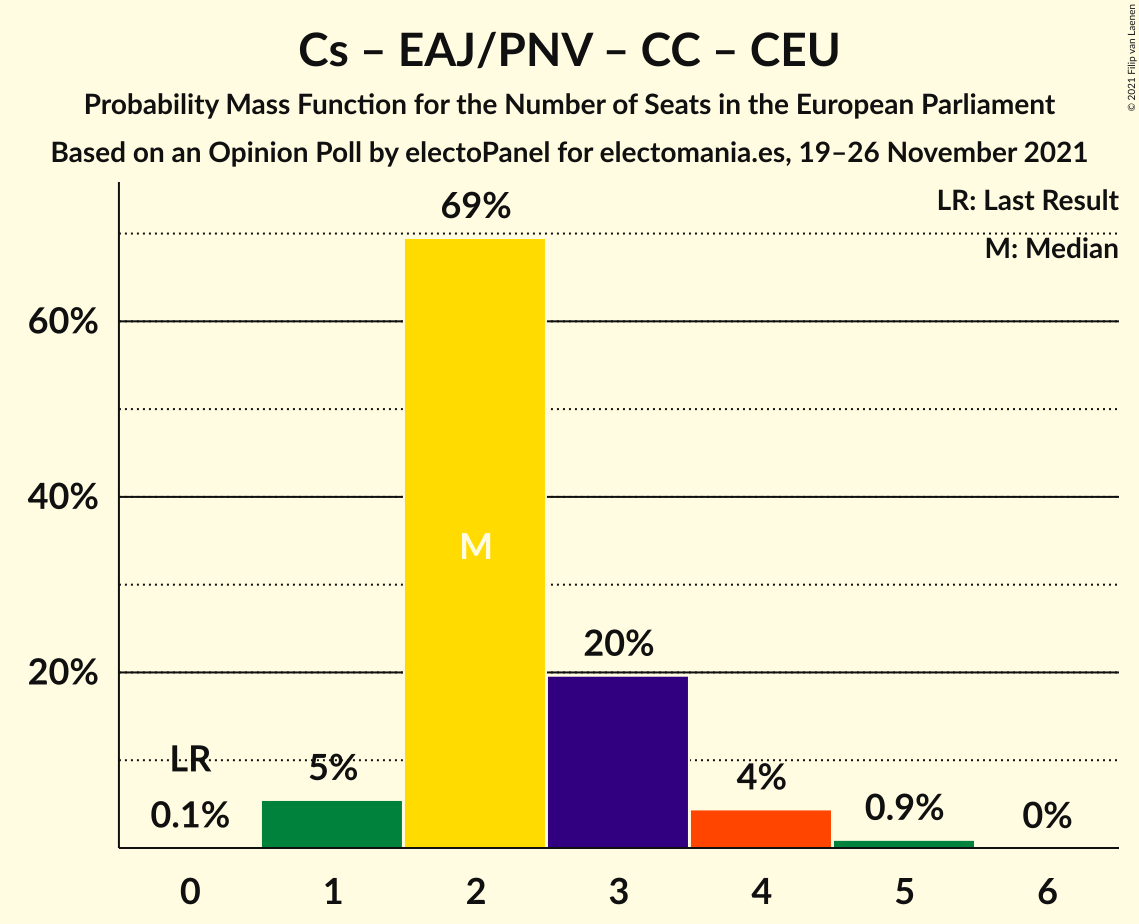 Cs – EAJ/PNV – CC – CEU
Probability Mass Function for the Number of Seats in the European Parliament
Based on an Opinion Poll by electoPanel for electomania.es, 19–26 November 2021
© 2021 Filip van Laenen
LR: Last Result
M: Median
69%
60%
40%
M
20%
20%
LR
5%
4%
0.1%
0.9%
0%
0 1 2 3 4 5 6